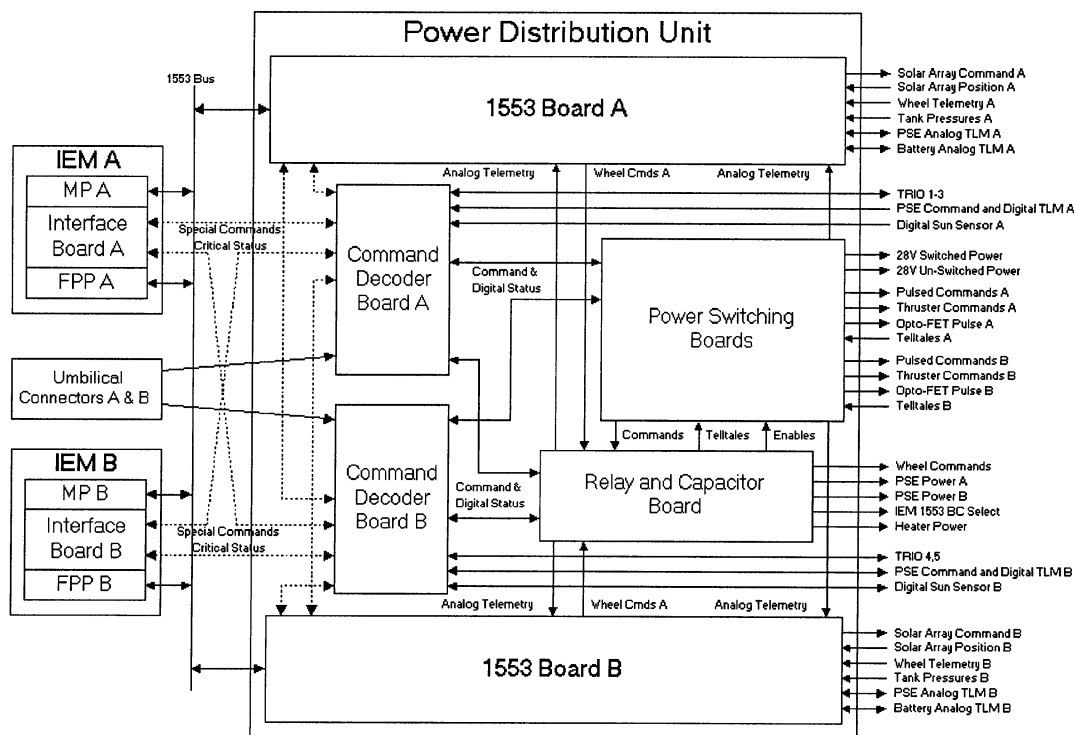 Power Distribution Unit
1553 Bus
1553 Board A
Solar Array Command A
Solar Array Position A
Wheel Telemetry A
Tank Pressures A
PSE Analog TLM A
Battery Analog TLM A
IEM A
MP A
Interface
Board A
FPP A
Analog Telemetry
Wheel Cmds A
Analog Telemetry
TRIO 1-3
PSE Command and Digital TLM A
Digital Sun Sensor A
Special Commands
Critical Status
Command
Decoder
Board A
Command &
Digital Status
Power Switching
Boards
28V Switched Power
28V Un-Switched Power
Pulsed Commands A
Thruster Commands A
Opto-FET Pulse A
Telltales A
Pulsed Commands B
Thruster Commands B
Opto-FET Pulse B
Telltales B
Umbilical
Connectors A & B
Commands
Telltales
Enables
IEM B
MP B
Interface
Board B
FPP B
Special Commands
Critical Status
Command
Decoder
Board B
Command &
Digital Status
Relay and Capacitor
Board
Wheel Commands
PSE Power A
PSE Power B
IEM 1553 BC Select
Heater Power
TRIO 4,5
PSE Command and Digital TLM B
Digital Sun Sensor B
Analog Telemetry
Wheel Cmds A
Analog Telemetry
1553 Board B
Solar Array Command B
Solar Array Position B
Wheel Telemetry B
Tank Pressures B
PSE Analog TLM B
Battery Analog TLM B